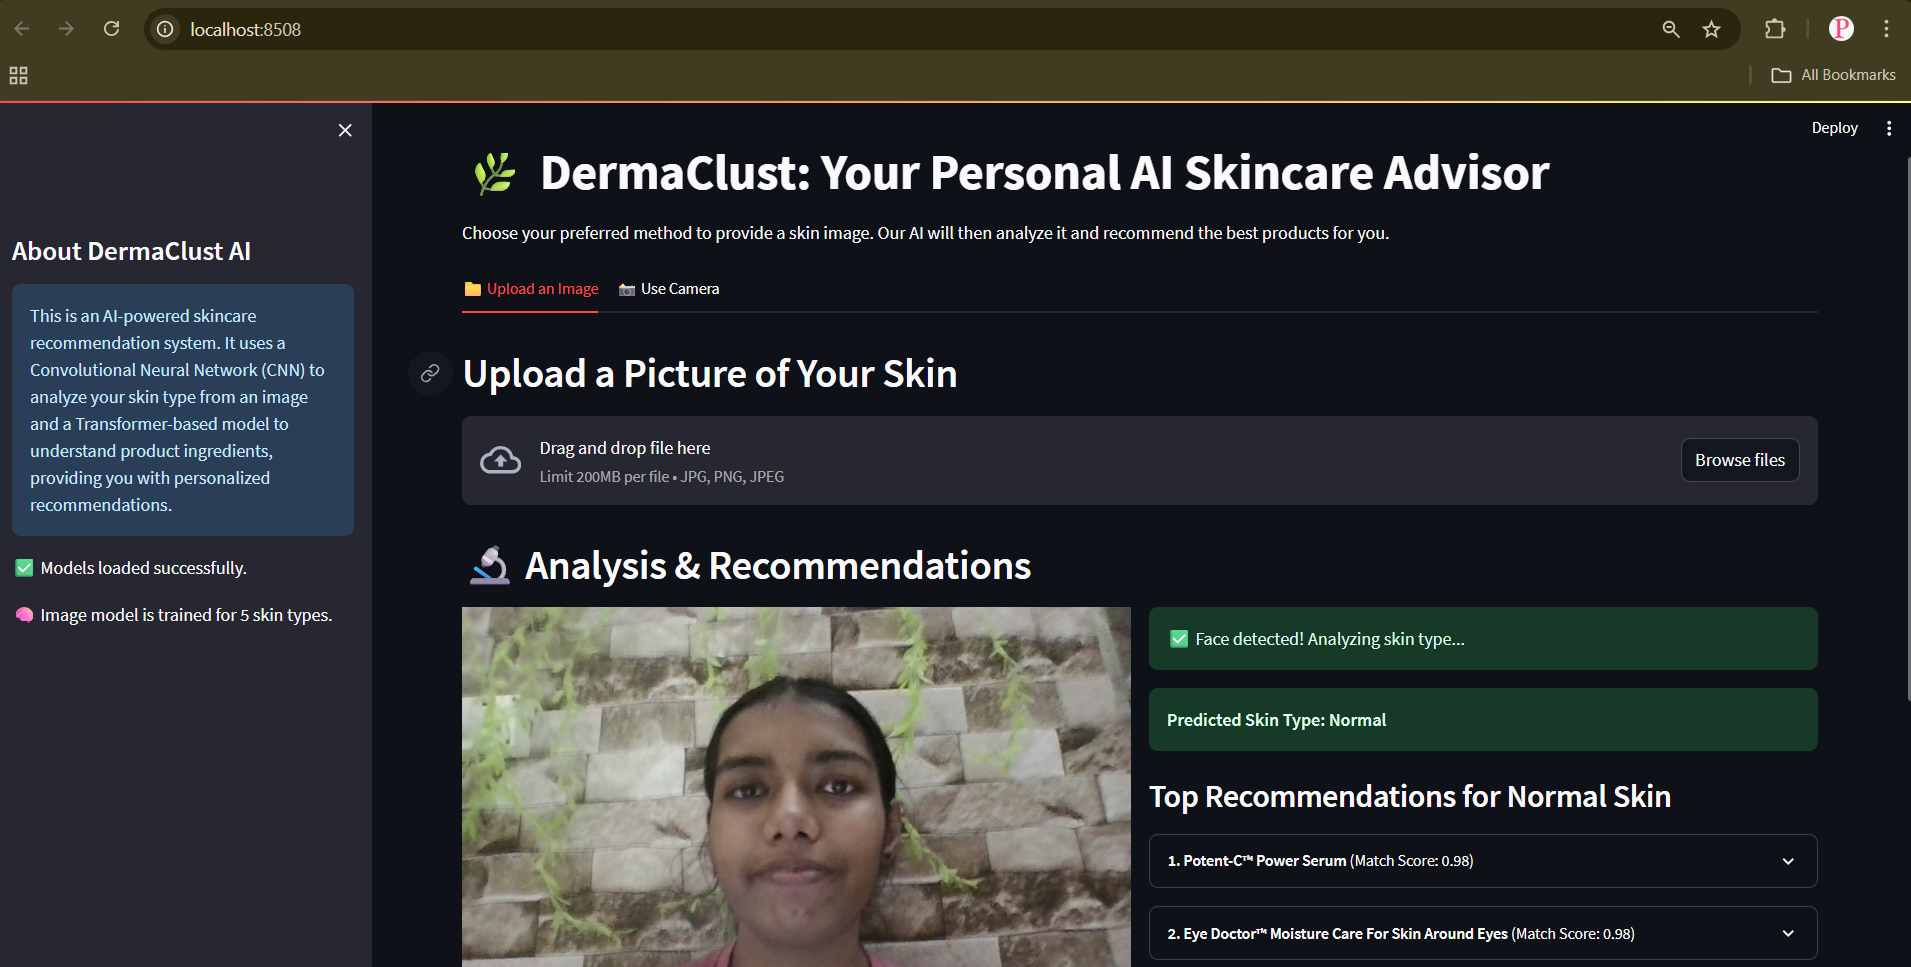 localhost:8508
All Bookmarks
Deploy
About DermaClust AI
This is an AI-powered skincare
recommendation system. It uses a
Convolutional Neural Network (CNN) to
analyze your skin type from an image
and a Transformer-based model to
understand product ingredients,
providing you with personalized
recommendations.
Models loaded successfully.
Image model is trained for 5 skin types.
DermaClust: Your Personal AI Skincare Advisor
Choose your preferred method to provide a skin image. Our AI will then analyze it and recommend the best products for you.
Upload an Image Use Camera
Upload a Picture of Your Skin
Drag and drop file here
Limit 200MB per file • JPG, PNG, JPEG
Browse files
Analysis & Recommendations
Face detected! Analyzing skin type...
Predicted Skin Type: Normal
Top Recommendations for Normal Skin
1. Potent-C™ Power Serum (Match Score: 0.98)
2. Eye Doctor™ Moisture Care For Skin Around Eyes (Match Score: 0.98)
P